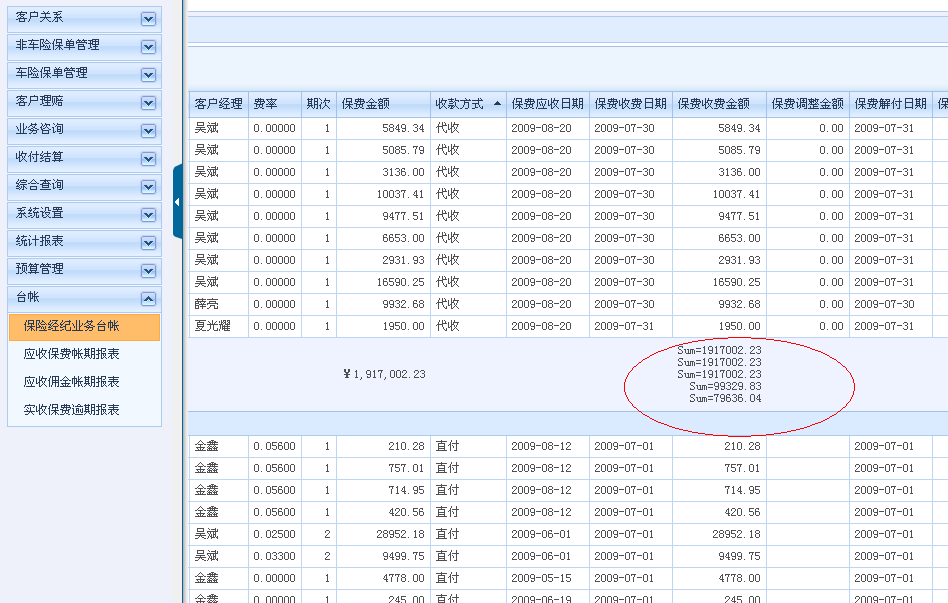 客户关系
非车险保单管理
车险保单管理
客户理赔
业务咨询
收付结算
综合查询
系统设置
统计报表
预算管理
台帐
保险经纪业务台帐
应收保费帐期报表
应收佣金帐期报表
实收保费逾期报表
客户经理 费率 期次 保费金额 收款方式 保费应收日期 保费收费日期 保费收费金额 保费调整金额 保费解付日期 保
吴斌 0.00000 1 5849.34 代收 2009-08-20 2009-07-30 5849.34 0.00 2009-07-31
吴斌 0.00000 1 5085.79 代收 2009-08-20 2009-07-30 5085.79 0.00 2009-07-31
吴斌 0.00000 1 3136.00 代收 2009-08-20 2009-07-30 3136.00 0.00 2009-07-31
吴斌 0.00000 1 10037.41 代收 2009-08-20 2009-07-30 10037.41 0.00 2009-07-31
吴斌 0.00000 1 9477.51 代收 2009-08-20 2009-07-30 9477.51 0.00 2009-07-31
吴斌 0.00000 1 6653.00 代收 2009-08-20 2009-07-30 6653.00 0.00 2009-07-31
吴斌 0.00000 1 2931.93 代收 2009-08-20 2009-07-30 2931.93 0.00 2009-07-31
吴斌 0.00000 1 16590.25 代收 2009-08-20 2009-07-30 16590.25 0.00 2009-07-31
薛亮 0.00000 1 9932.68 代收 2009-08-20 2009-07-30 9932.68 0.00 2009-07-30
夏光耀 0.00000 1 1950.00 代收 2009-08-20 2009-07-31 1950.00 0.00 2009-07-31
Sum=1917002.23
Sum=1917002.23
¥1,917,002.23 Sum=1917002.23
Sum=99329.83
Sum=79636.04
金鑫 0.05600 1 210.28 直付 2009-08-12 2009-07-01 210.28 2009-07-01
金鑫 0.05600 1 757.01 直付 2009-08-12 2009-07-01 757.01 2009-07-01
金鑫 0.05600 1 714.95 直付 2009-08-12 2009-07-01 714.95 2009-07-01
金鑫 0.05600 1 420.56 直付 2009-08-12 2009-07-01 420.56 2009-07-01
吴斌 0.02500 2 28952.18 直付 2009-06-01 2009-07-01 28952.18 2009-07-01
吴斌 0.03300 2 9499.75 直付 2009-06-01 2009-07-01 9499.75 2009-07-01
金鑫 0.00000 1 4778.00 直付 2009-05-15 2009-07-01 4778.00 2009-07-01
金鑫 0.00000 1 245.00 直付 2009-06-19 2009-07-01 245.00 2009-07-01